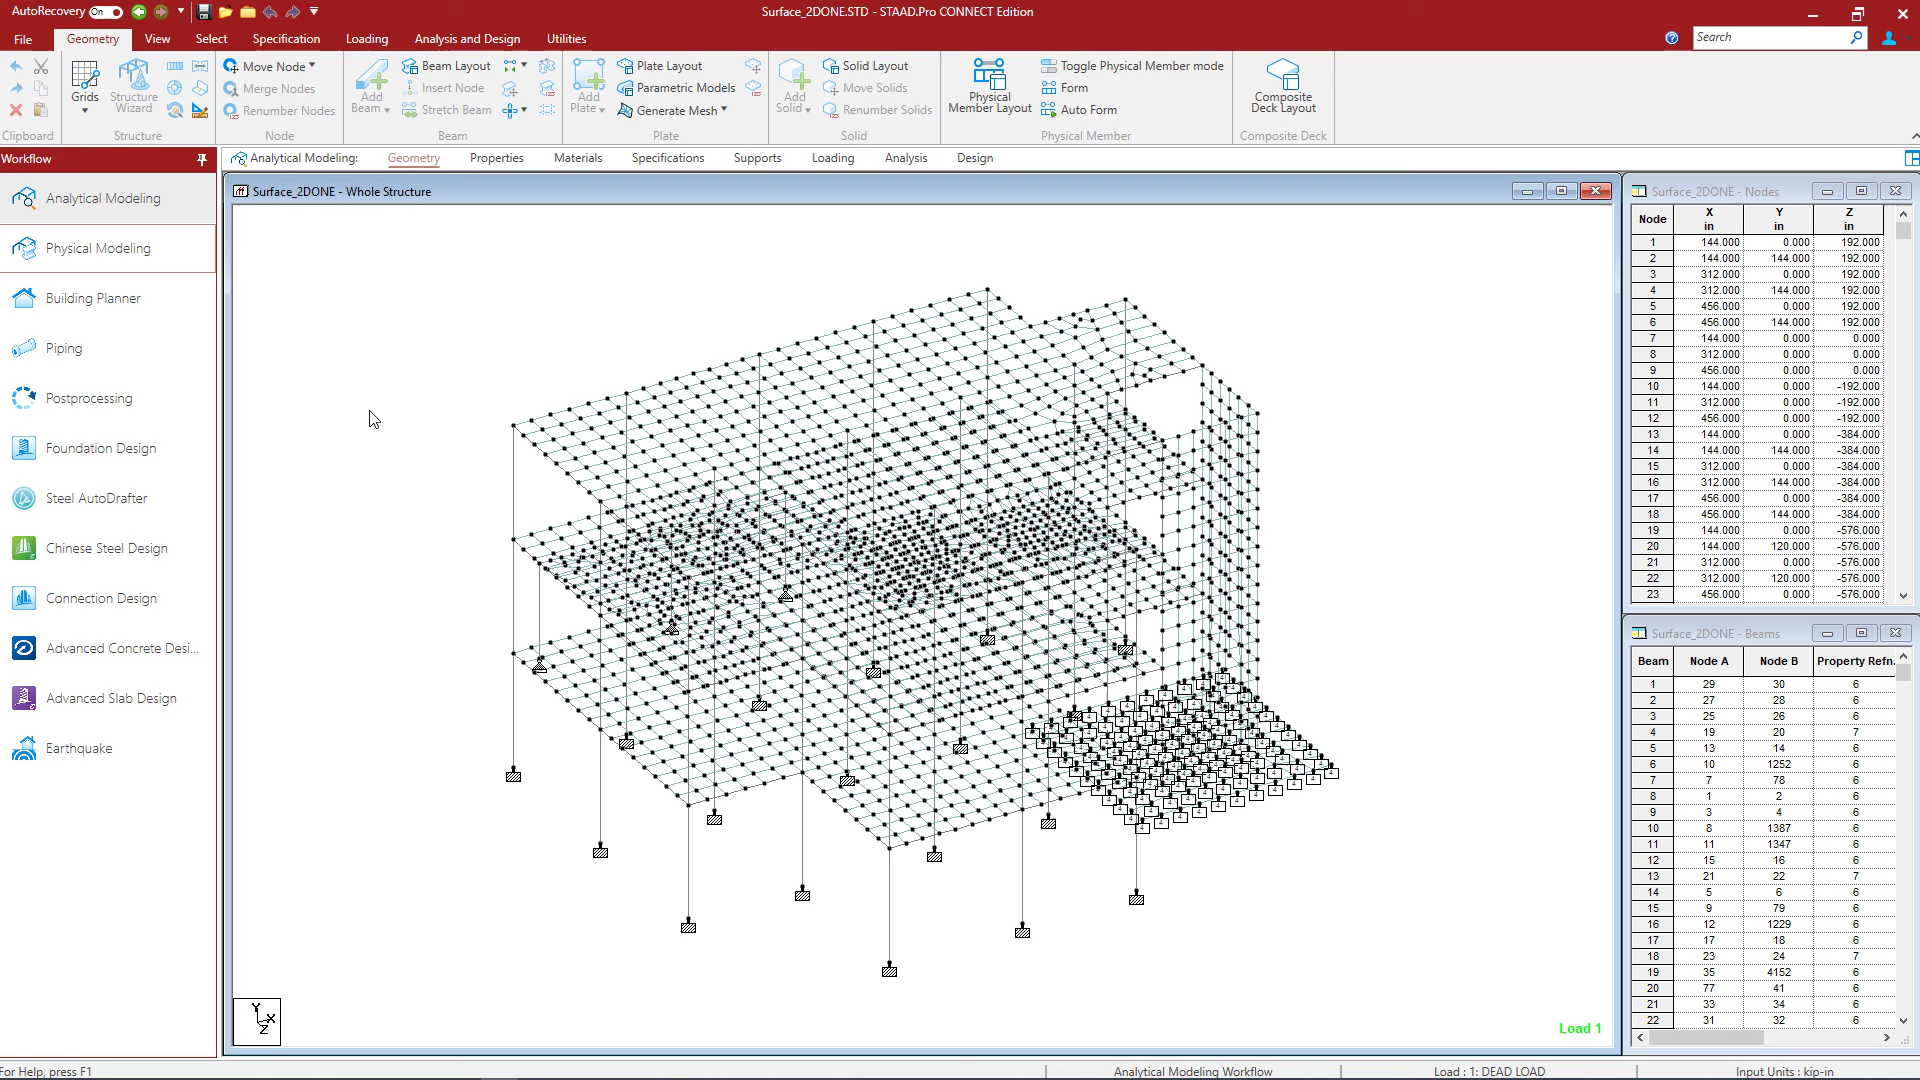 AutoRecovery On
Surface_2DONE.STD - STAAD.Pro CONNECT Edition
File Geometry View Select Specification Loading Analysis and Design Utilities
Search
Grids
Structure Wizard
Structure
Clipboard
Move Node
Merge Nodes
Renumber Nodes
Node
Add Beam
Beam Layout
Insert Node
Stretch Beam
Beam
Add Plate
Plate Layout
Parametric Models
Generate Mesh
Plate
Add Solid
Solid Layout
Move Solids
Renumber Solids
Solid
Physical Member Layout
Toggle Physical Member mode
Form
Auto Form
Physical Member
Composite Deck Layout
Composite Deck
Workflow
Analytical Modeling: Geometry Properties Materials Specifications Supports Loading Analysis Design
Analytical Modeling
Physical Modeling
Building Planner
Piping
Postprocessing
Foundation Design
Steel AutoDrafter
Chinese Steel Design
Connection Design
Advanced Concrete Desi...
Advanced Slab Design
Earthquake
Surface_2DONE - Whole Structure
Y
X
Z
Load 1
Surface_2DONE - Nodes
Node X in Y in Z in
1 144.000 0.000 192.000
2 144.000 144.000 192.000
3 312.000 0.000 192.000
4 312.000 144.000 192.000
5 456.000 0.000 192.000
6 456.000 144.000 192.000
7 144.000 0.000 0.000
8 312.000 0.000 0.000
9 456.000 0.000 0.000
10 144.000 0.000 -192.000
11 312.000 0.000 -192.000
12 456.000 0.000 -192.000
13 144.000 0.000 -384.000
14 144.000 144.000 -384.000
15 312.000 0.000 -384.000
16 312.000 144.000 -384.000
17 456.000 0.000 -384.000
18 456.000 144.000 -384.000
19 144.000 0.000 -576.000
20 144.000 120.000 -576.000
21 312.000 0.000 -576.000
22 312.000 120.000 -576.000
23 456.000 0.000 -576.000
Surface_2DONE - Beams
Beam Node A Node B Property Refn.
1 29 30 6
2 27 28 6
3 25 26 6
4 19 20 7
5 13 14 6
6 10 1252 6
7 7 78 6
8 1 2 6
9 3 4 6
10 8 1387 6
11 11 1347 6
12 15 16 6
13 21 22 7
14 5 6 6
15 9 79 6
16 12 1229 6
17 17 18 6
18 23 24 7
19 35 4152 6
20 77 41 6
21 33 34 6
22 31 32 6
For Help, press F1
Analytical Modeling Workflow
Load : 1: DEAD LOAD
Input Units : kip-in